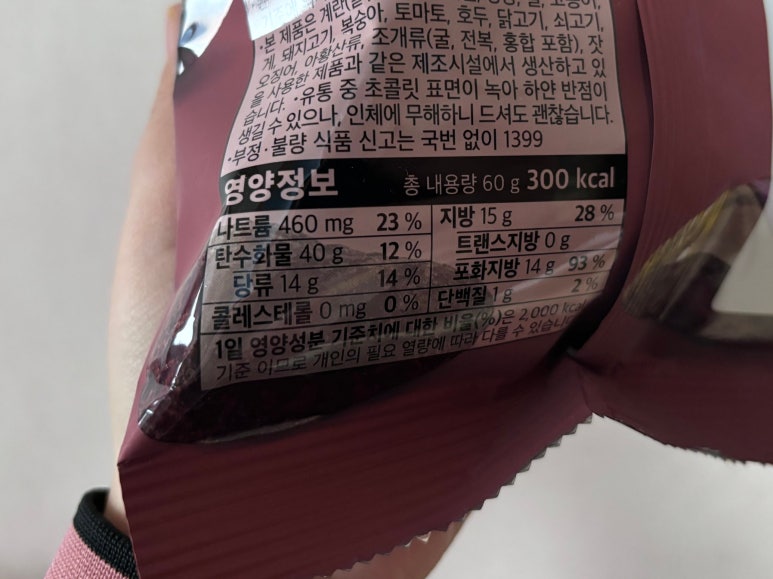 ·본 제품은 계란
복숭아, 토마토, 호두, 닭고기, 쇠고기,
게, 돼지고기, 조개류(굴, 전복, 홍합 포함), 잣
오징어, 아황산류,
을 사용한 제품과 같은 제조시설에서 생산하고 있
습니다. ·유통 중 초콜릿 표면이 녹아 하얀 반점이
생길 수 있으나, 인체에 무해하니 드셔도 괜찮습니다.
·부정·불량 식품 신고는 국번 없이 1399
영양정보 총 내용량 60 g 300 kcal
나트륨 460 mg 23 % 지방 15 g 28 %
탄수화물 40 g 12 % 트랜스지방 0 g
당류 14 g 14 % 포화지방 14 g 93 %
콜레스테롤 0 mg 0 % 단백질 1 g 2 %
1일 영양성분 기준치에 대한 비율(%)은 2,000 kcal
기준 이므로 개인의 필요 열량에 따라 다를 수 있습니